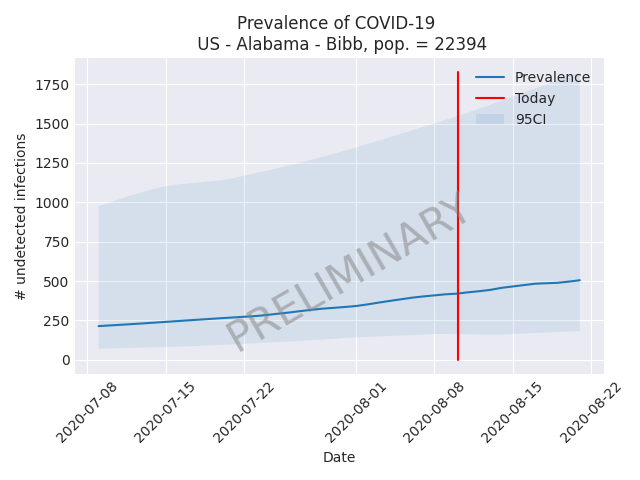 Prevalence of COVID-19
US - Alabama - Bibb, pop. = 22394
Prevalence
Today
95CI
# undetected infections
1750
1500
1250
1000
750
500
250
0
PRELIMINARY
2020-07-08
2020-07-15
2020-07-22
2020-08-01
2020-08-08
2020-08-15
2020-08-22
Date